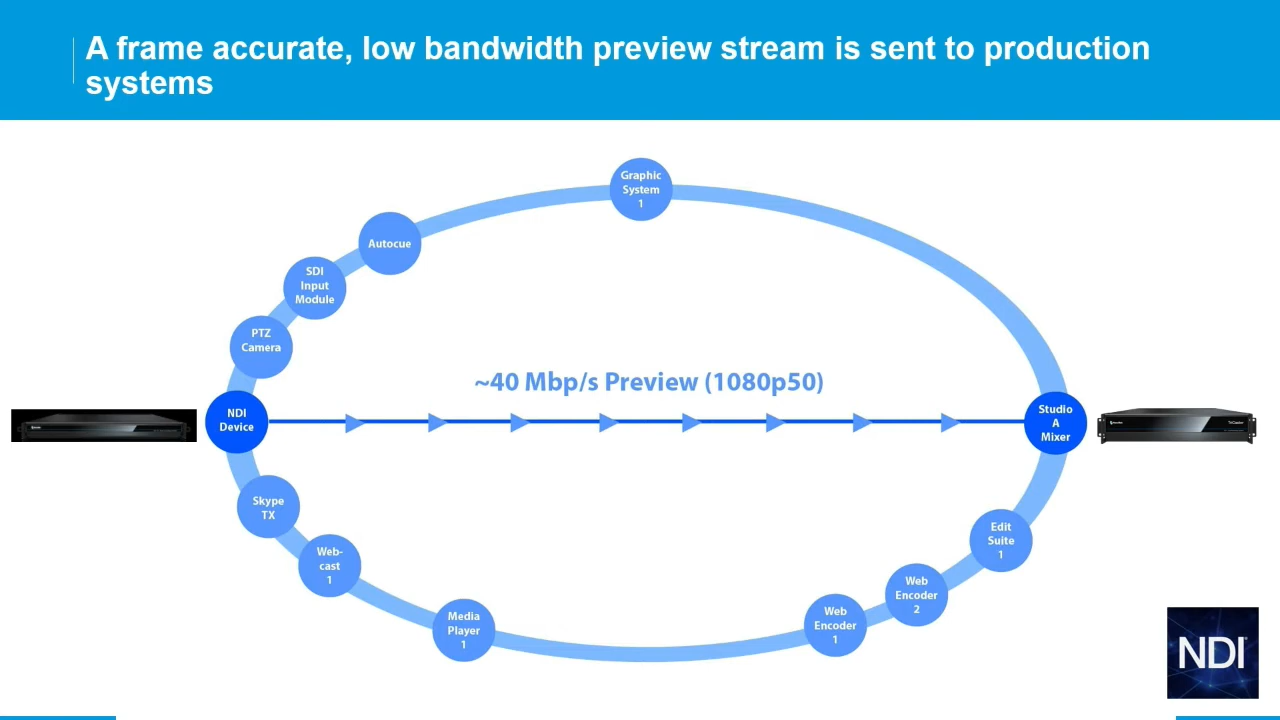 A frame accurate, low bandwidth preview stream is sent to production
systems
Graphic
System
1
Autocue
SDI
Input
Module
PTZ
Camera
~40 Mbp/s Preview (1080p50)
NDI
Device
Studio
A
Mixer
Skype
TX
Edit
Suite
1
Web-
cast
1
Web
Encoder
2
Media
Player
1
Web
Encoder
1
NDI